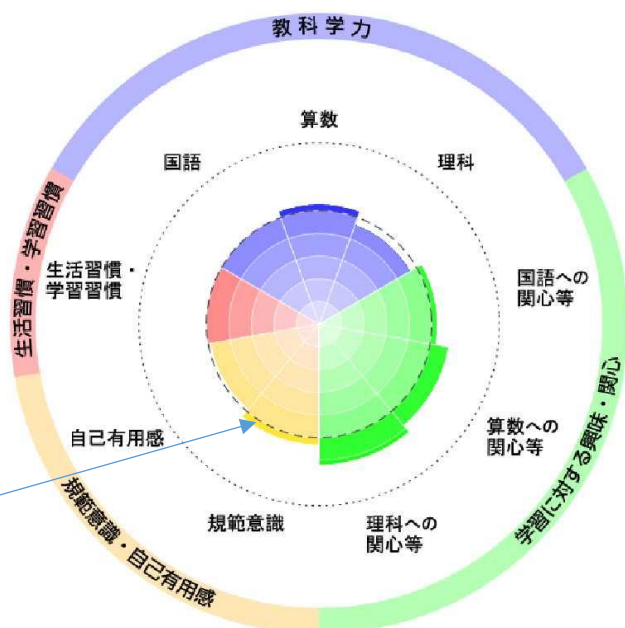 教科学力
算数
国語
理科
生活習慣・学習習慣
生活習慣・
学習習慣
国語への
関心等
自己有用感
算数への
関心等
規範意識
理科への
関心等
規範意識・自己有用感
学習に対する興味・関心